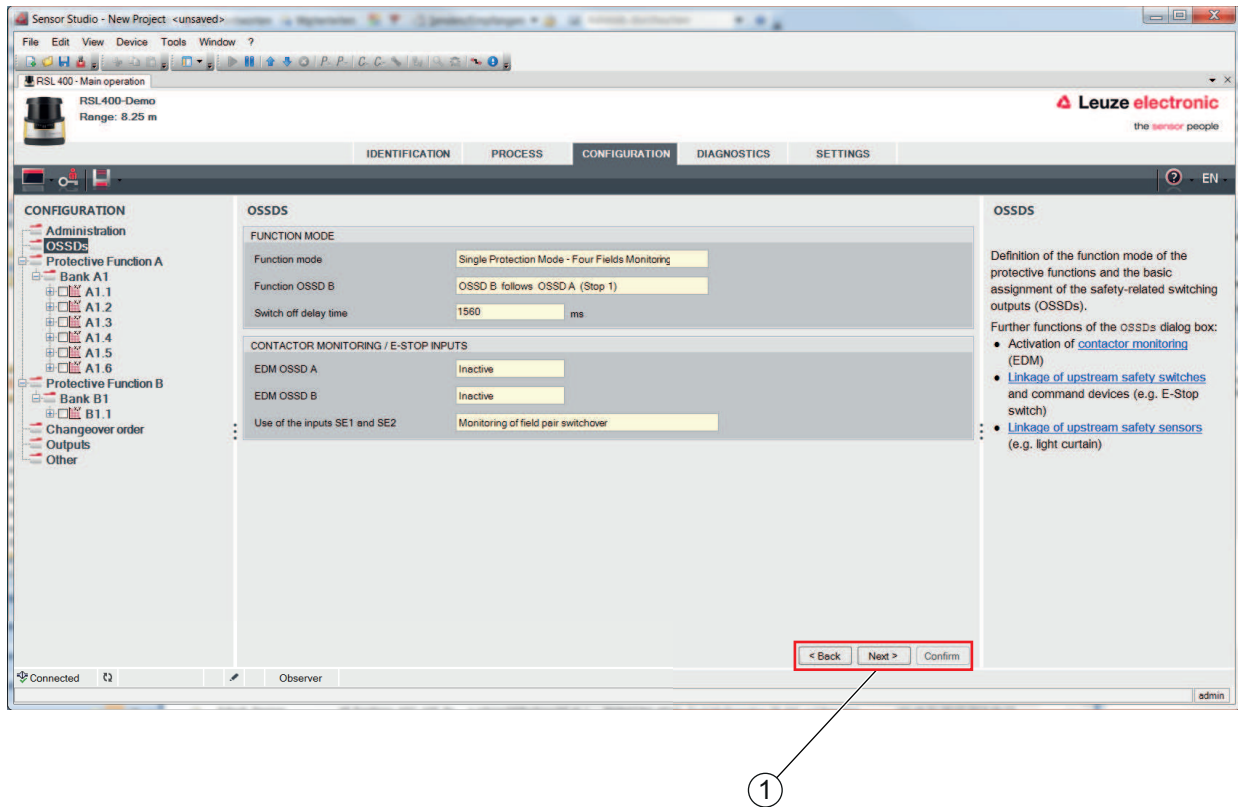 Sensor Studio - New Project <unsaved>
File Edit View Device Tools Window ?
P- P- C- C-
RSL 400 - Main operation
RSL400-Demo
Range: 8.25 m
Leuze electronic
the sensor people
IDENTIFICATION PROCESS CONFIGURATION DIAGNOSTICS SETTINGS
EN
CONFIGURATION
Administration
OSSDs
Protective Function A
Bank A1
A1.1
A1.2
A1.3
A1.4
A1.5
A1.6
Protective Function B
Bank B1
B1.1
Changeover order
Outputs
Other
OSSDS
FUNCTION MODE
Function mode Single Protection Mode - Four Fields Monitoring
Function OSSD B OSSD B follows OSSD A (Stop 1)
Switch off delay time 1560 ms
CONTACTOR MONITORING / E-STOP INPUTS
EDM OSSD A Inactive
EDM OSSD B Inactive
Use of the inputs SE1 and SE2 Monitoring of field pair switchover
< Back Next > Confirm
OSSDS
Definition of the function mode of the
protective functions and the basic
assignment of the safety-related switching
outputs (OSSDs).
Further functions of the OSSDs dialog box:
• Activation of contactor monitoring
(EDM)
• Linkage of upstream safety switches
and command devices (e.g. E-Stop
switch)
• Linkage of upstream safety sensors
(e.g. light curtain)
Connected Observer
admin
1